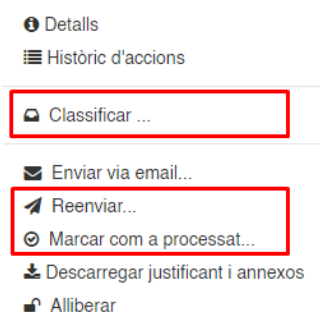 Detalls
Històric d'accions
Classificar ...
Enviar via email...
Reenviar...
Marcar com a processat...
Descarregar justificant i annexos
Alliberar